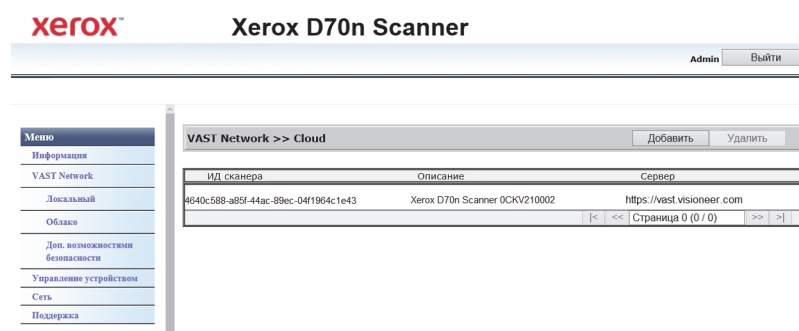 xerox™
Xerox D70n Scanner
Admin Выйти
Меню
Информация
VAST Network
Локальный
Облако
Доп. возможностями
безопасности
Управление устройством
Сеть
Поддержка
VAST Network >> Cloud Добавить Удалить
ИД сканера Описание Сервер
4640c588-a85f-44ac-89ec-04f1964c1e43 Xerox D70n Scanner 0CKV210002 https://vast.visioneer.com
|< << Страница 0 (0 / 0) >> >|